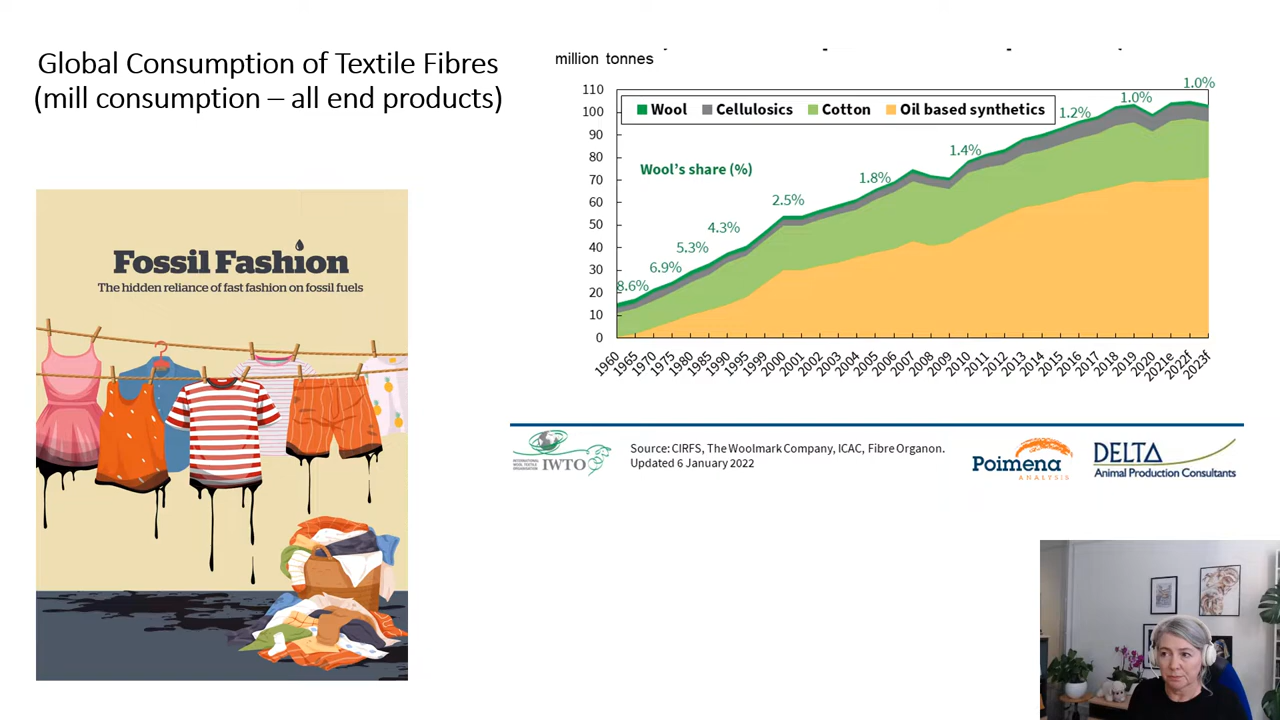 Global Consumption of Textile Fibres
(mill consumption – all end products)
million tonnes
110
100
90
80
70
60
50
40
30
20
10
0
Wool
Cellulosics
Cotton
Oil based synthetics
Wool's share (%)
8.6%
6.9%
5.3%
4.3%
2.5%
1.8%
1.4%
1.2%
1.0%
1.0%
1960
1965
1970
1975
1980
1985
1990
1995
1999
2000
2001
2002
2003
2004
2005
2006
2007
2008
2009
2010
2011
2012
2013
2014
2015
2016
2017
2018
2019
2020
2021e
2022f
2023f
Fossil Fashion
The hidden reliance of fast fashion on fossil fuels
IWTO
INTERNATIONAL
WOOL TEXTILE
ORGANISATION
Source: CIRFS, The Woolmark Company, ICAC, Fibre Organon.
Updated 6 January 2022
Poimena
ANALYSIS
DELTA
Animal Production Consultants